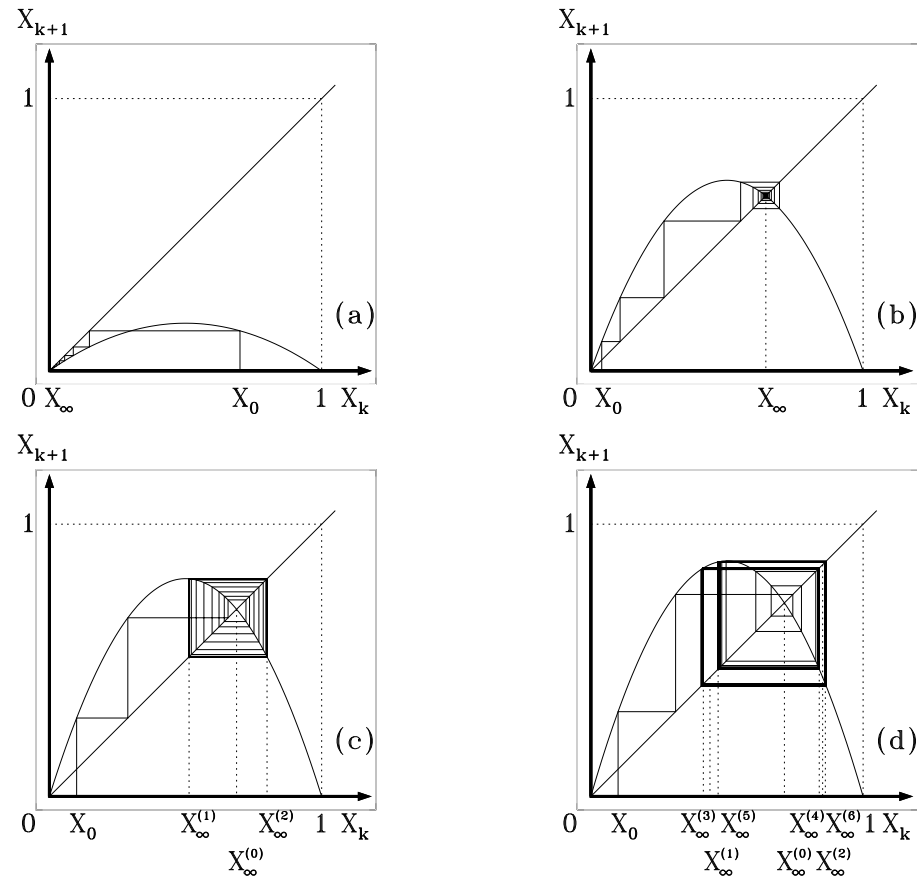 X_{k+1} X_{k+1}
1 1
(a) (b)
0 X_∞ X_0 1 X_k 0 X_0 X_∞ 1 X_k
X_{k+1} X_{k+1}
1 1
(c) (d)
0 X_0 X_∞^{(1)} X_∞^{(2)} 1 X_k 0 X_0 X_∞^{(3)} X_∞^{(5)} X_∞^{(4)} X_∞^{(6)} 1 X_k
X_∞^{(0)} X_∞^{(1)} X_∞^{(0)} X_∞^{(2)}